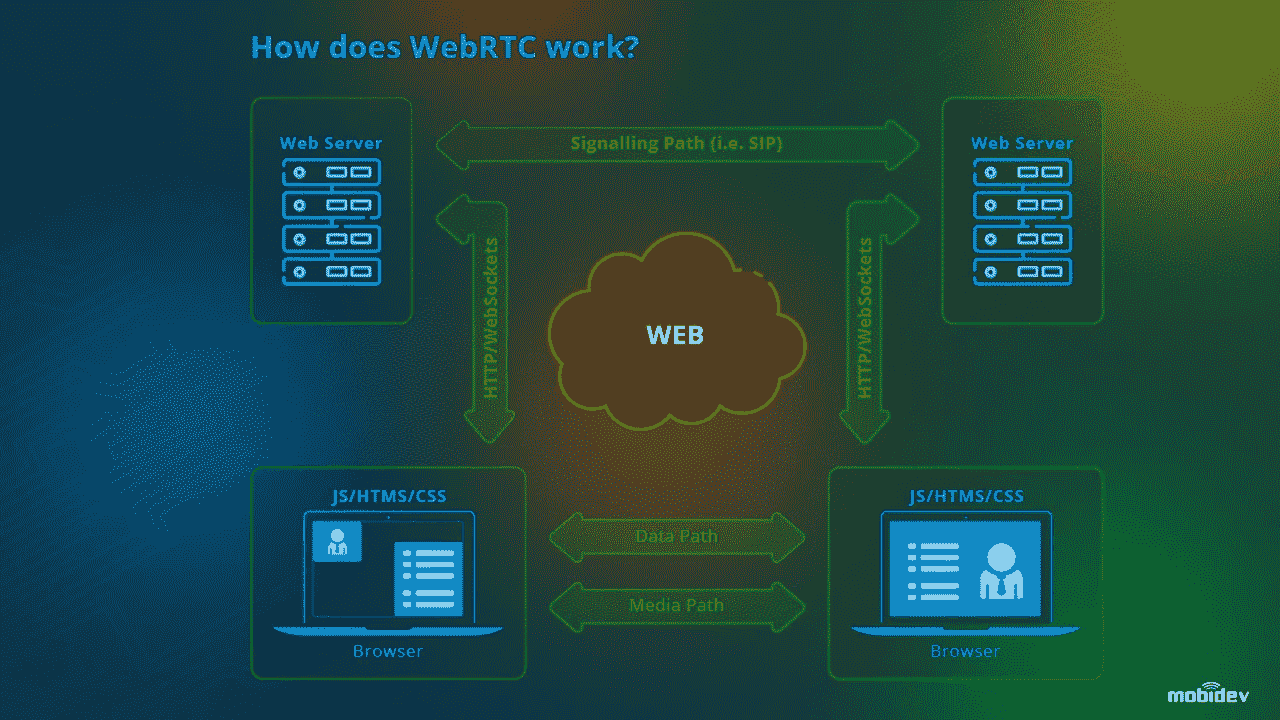 How does WebRTC work?
Web Server
Signalling Path (i.e. SIP)
Web Server
HTTP/WebSockets
WEB
HTTP/WebSockets
JS/HTMS/CSS
JS/HTMS/CSS
Data Path
Media Path
Browser
Browser
mobidev